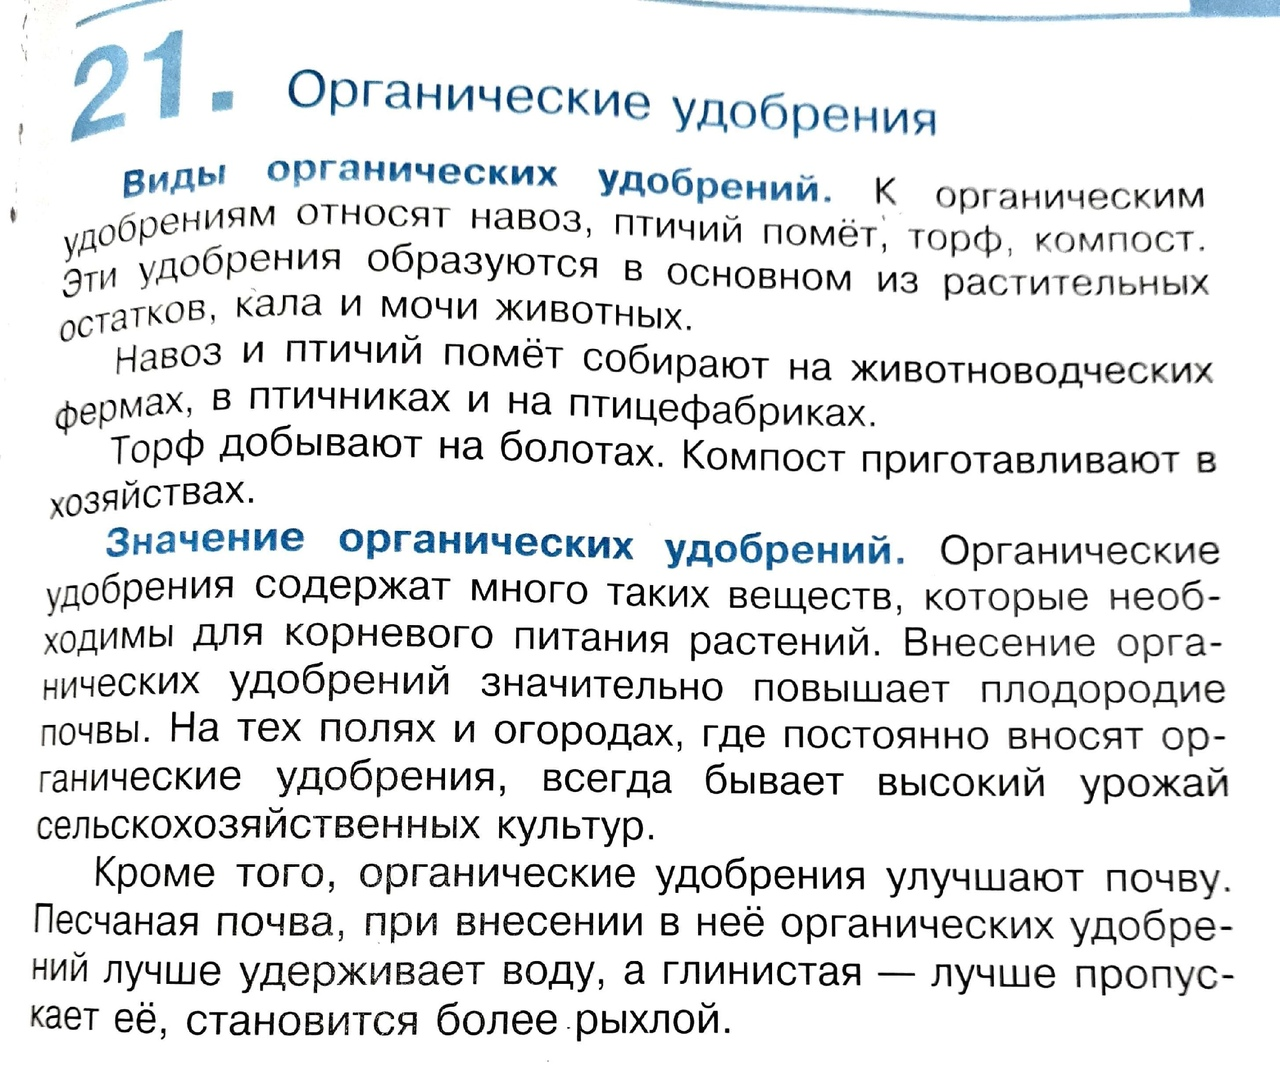 21. Органические удобрения
Виды органических удобрений. К органическим
удобрениям относят навоз, птичий помёт, торф, компост.
Эти удобрения образуются в основном из растительных
остатков, кала и мочи животных.
Навоз и птичий помёт собирают на животноводческих
фермах, в птичниках и на птицефабриках.
Торф добывают на болотах. Компост приготавливают в
хозяйствах.
Значение органических удобрений. Органические
удобрения содержат много таких веществ, которые необ-
ходимы для корневого питания растений. Внесение орга-
нических удобрений значительно повышает плодородие
почвы. На тех полях и огородах, где постоянно вносят ор-
ганические удобрения, всегда бывает высокий урожай
сельскохозяйственных культур.
Кроме того, органические удобрения улучшают почву.
Песчаная почва, при внесении в неё органических удобре-
ний лучше удерживает воду, а глинистая — лучше пропус-
кает её, становится более рыхлой.